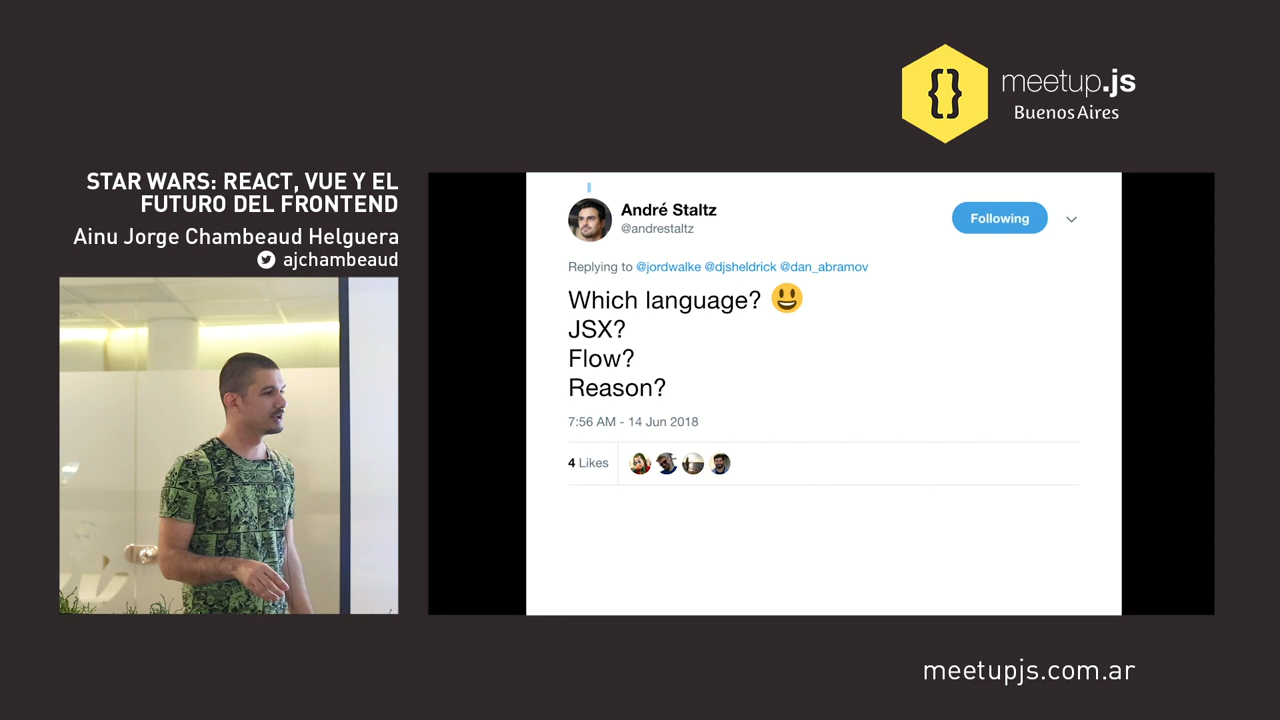 {}
meetup.js
Buenos Aires
STAR WARS: REACT, VUE Y EL
FUTURO DEL FRONTEND
Ainu Jorge Chambeaud Helguera
ajchambeaud
André Staltz
@andrestaltz
Following
Replying to @jordwalke @djsheldrick @dan_abramov
Which language? 😃
JSX?
Flow?
Reason?
7:56 AM - 14 Jun 2018
4 Likes
meetupjs.com.ar